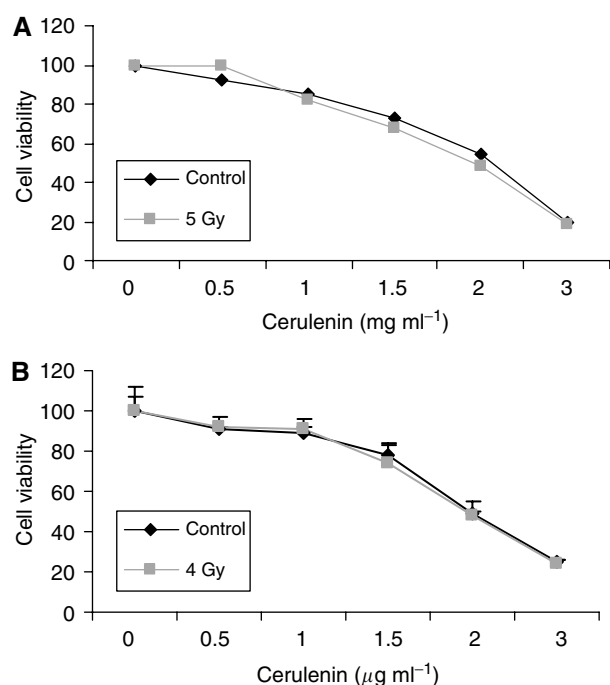 A
120
100
80
60
40
20
0
Cell viability
Control
5 Gy
0 0.5 1 1.5 2 3
Cerulenin (mg ml⁻¹)
B
120
100
80
60
40
20
0
Cell viability
Control
4 Gy
0 0.5 1 1.5 2 3
Cerulenin (μg ml⁻¹)